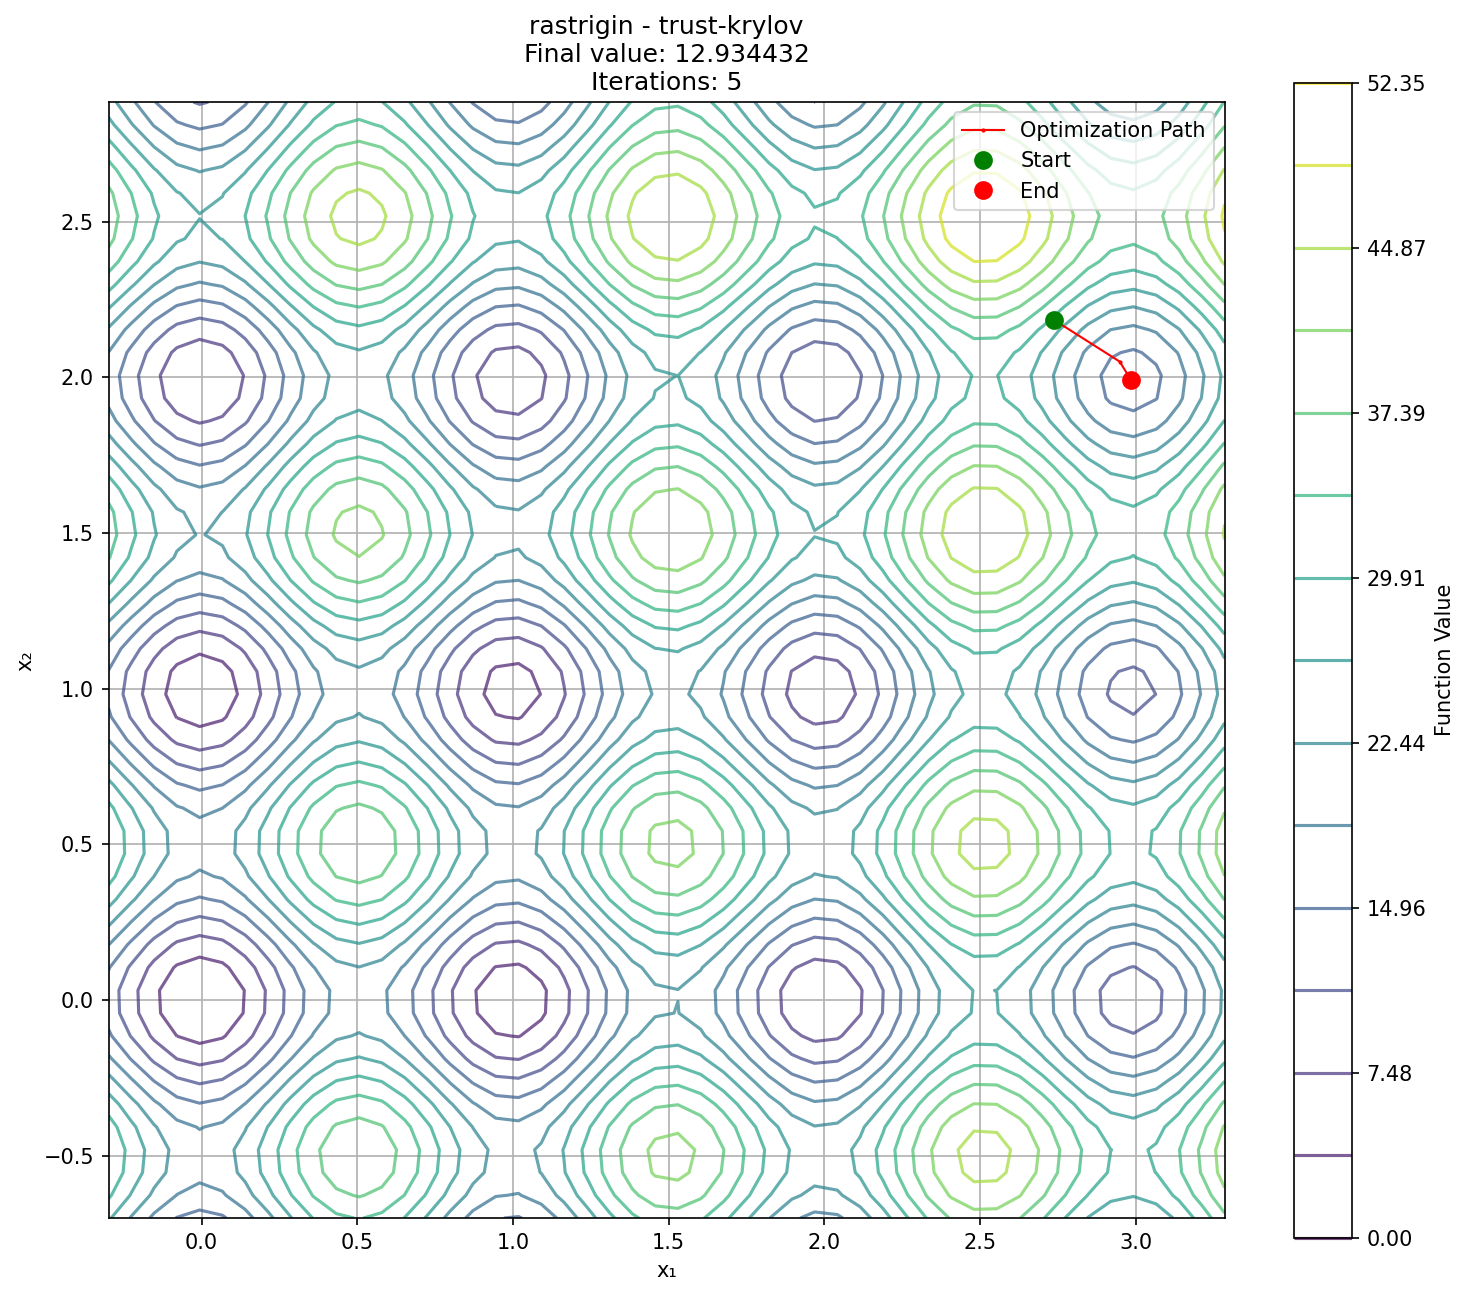 rastrigin - trust-krylov
Final value: 12.934432
Iterations: 5
Optimization Path
Start
End
2.5
2.0
1.5
1.0
0.5
0.0
−0.5
x₂
0.0
0.5
1.0
1.5
2.0
2.5
3.0
x₁
52.35
44.87
37.39
29.91
22.44
14.96
7.48
0.00
Function Value